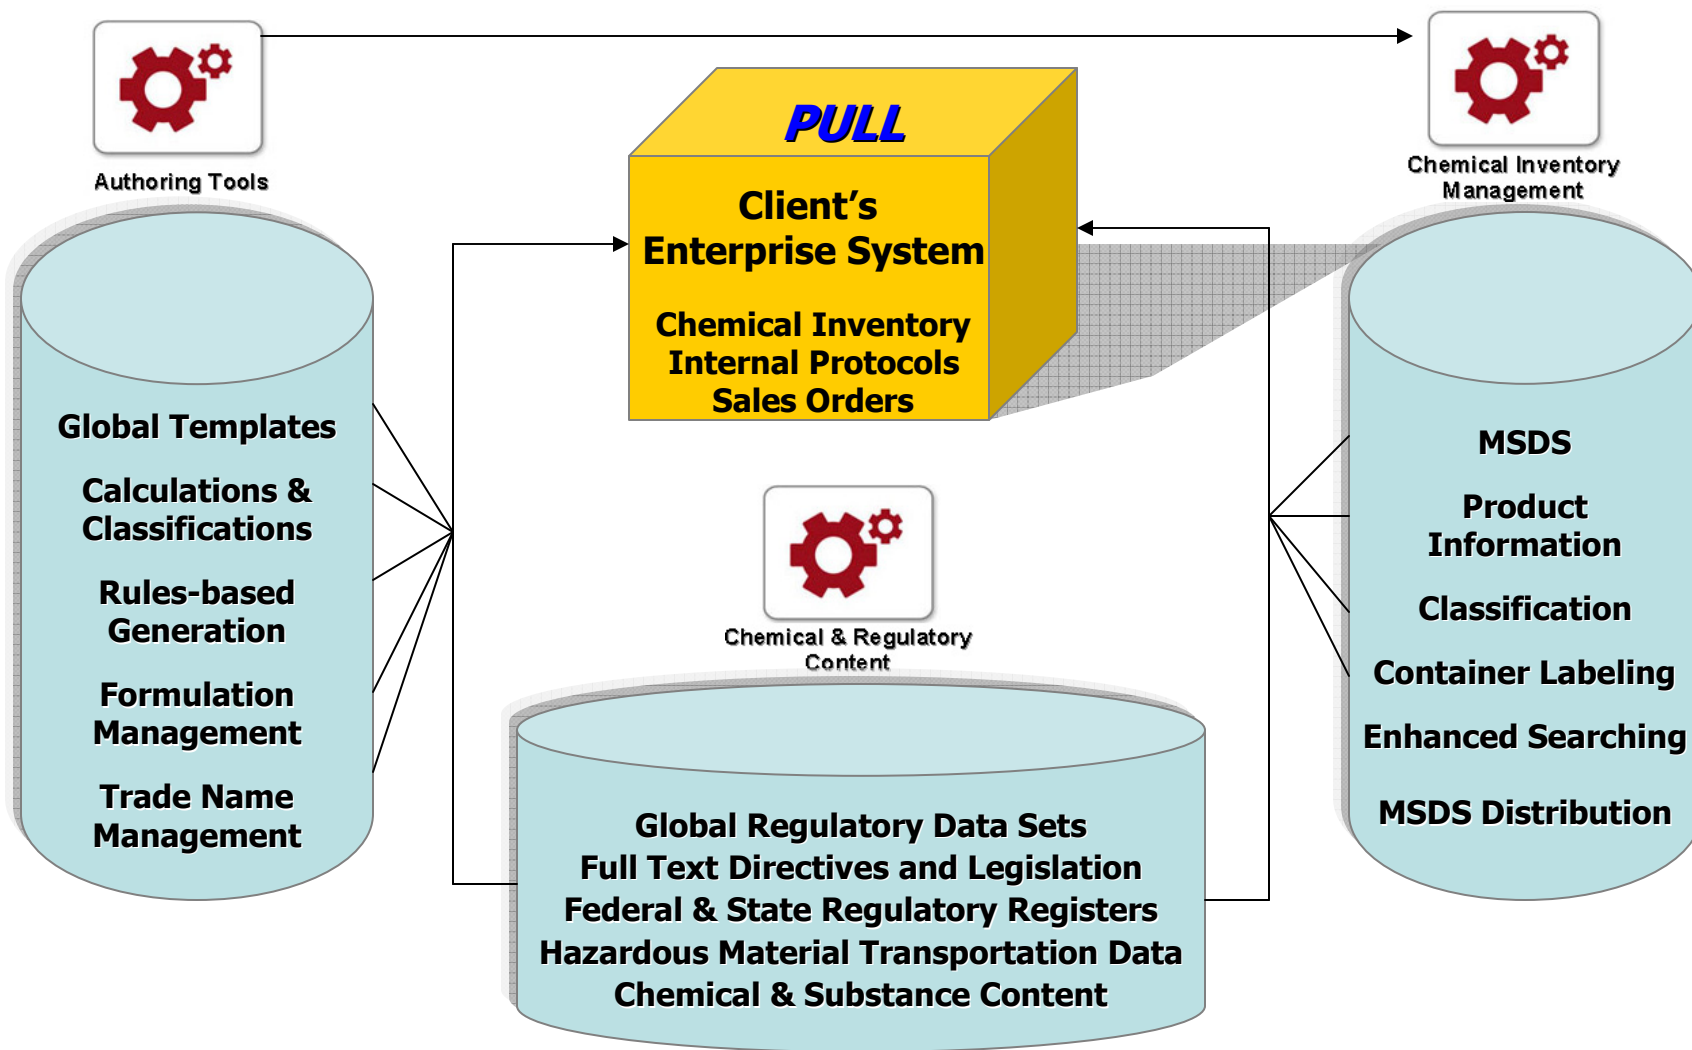 Authoring Tools
Global Templates
Calculations &
Classifications
Rules-based
Generation
Formulation
Management
Trade Name
Management
PULL
Client’s
Enterprise System
Chemical Inventory
Internal Protocols
Sales Orders
Chemical & Regulatory
Content
Global Regulatory Data Sets
Full Text Directives and Legislation
Federal & State Regulatory Registers
Hazardous Material Transportation Data
Chemical & Substance Content
Chemical Inventory
Management
MSDS
Product
Information
Classification
Container Labeling
Enhanced Searching
MSDS Distribution